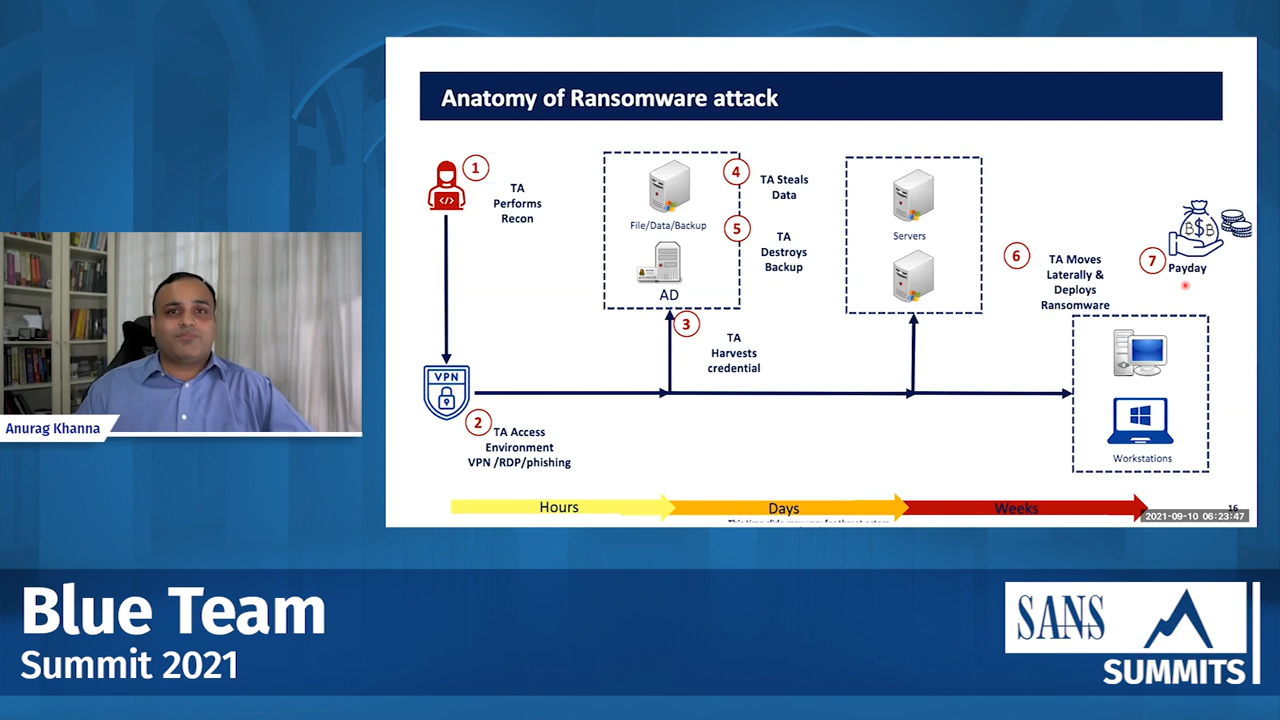 Anatomy of Ransomware attack
1
TA
Performs
Recon
VPN
2
TA Access
Environment
VPN /RDP/phishing
File/Data/Backup
AD
3
TA
Harvests
credential
4
TA Steals
Data
5
TA
Destroys
Backup
Servers
6
TA Moves
Laterally &
Deploys
Ransomware
7
B$B
Payday
Workstations
Hours
Days
Weeks
16
2021-09-10 06:23:47
Anurag Khanna
Blue Team
Summit 2021
SANS
SUMMITS